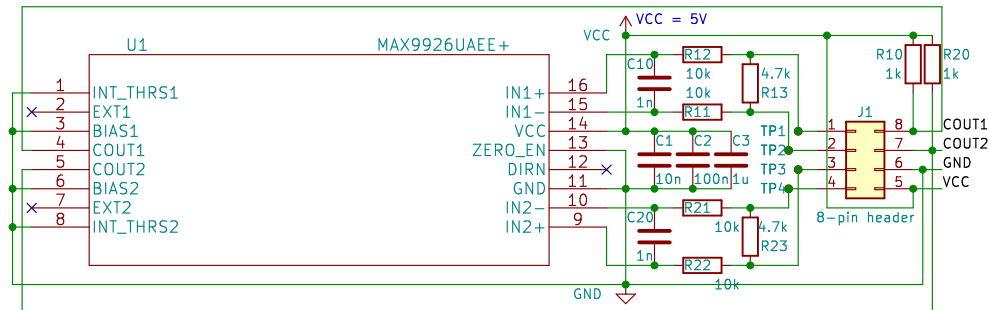 VCC = 5V
VCC
U1
MAX9926UAEE+
R12
10k
C10
1n
4.7k
R13
10k
R11
R10
1k
R20
1k
1
INT_THRS1
2
EXT1
3
BIAS1
4
COUT1
5
COUT2
6
BIAS2
7
EXT2
8
INT_THRS2
16
IN1+
15
IN1-
14
VCC
13
ZERO_EN
12
DIRN
11
GND
10
IN2-
9
IN2+
C1
10n
C2
100n
C3
1u
J1
TP1
1
8
COUT1
TP2
2
7
COUT2
TP3
3
6
GND
TP4
4
5
VCC
8-pin header
C20
1n
R21
10k
4.7k
R23
R22
10k
GND